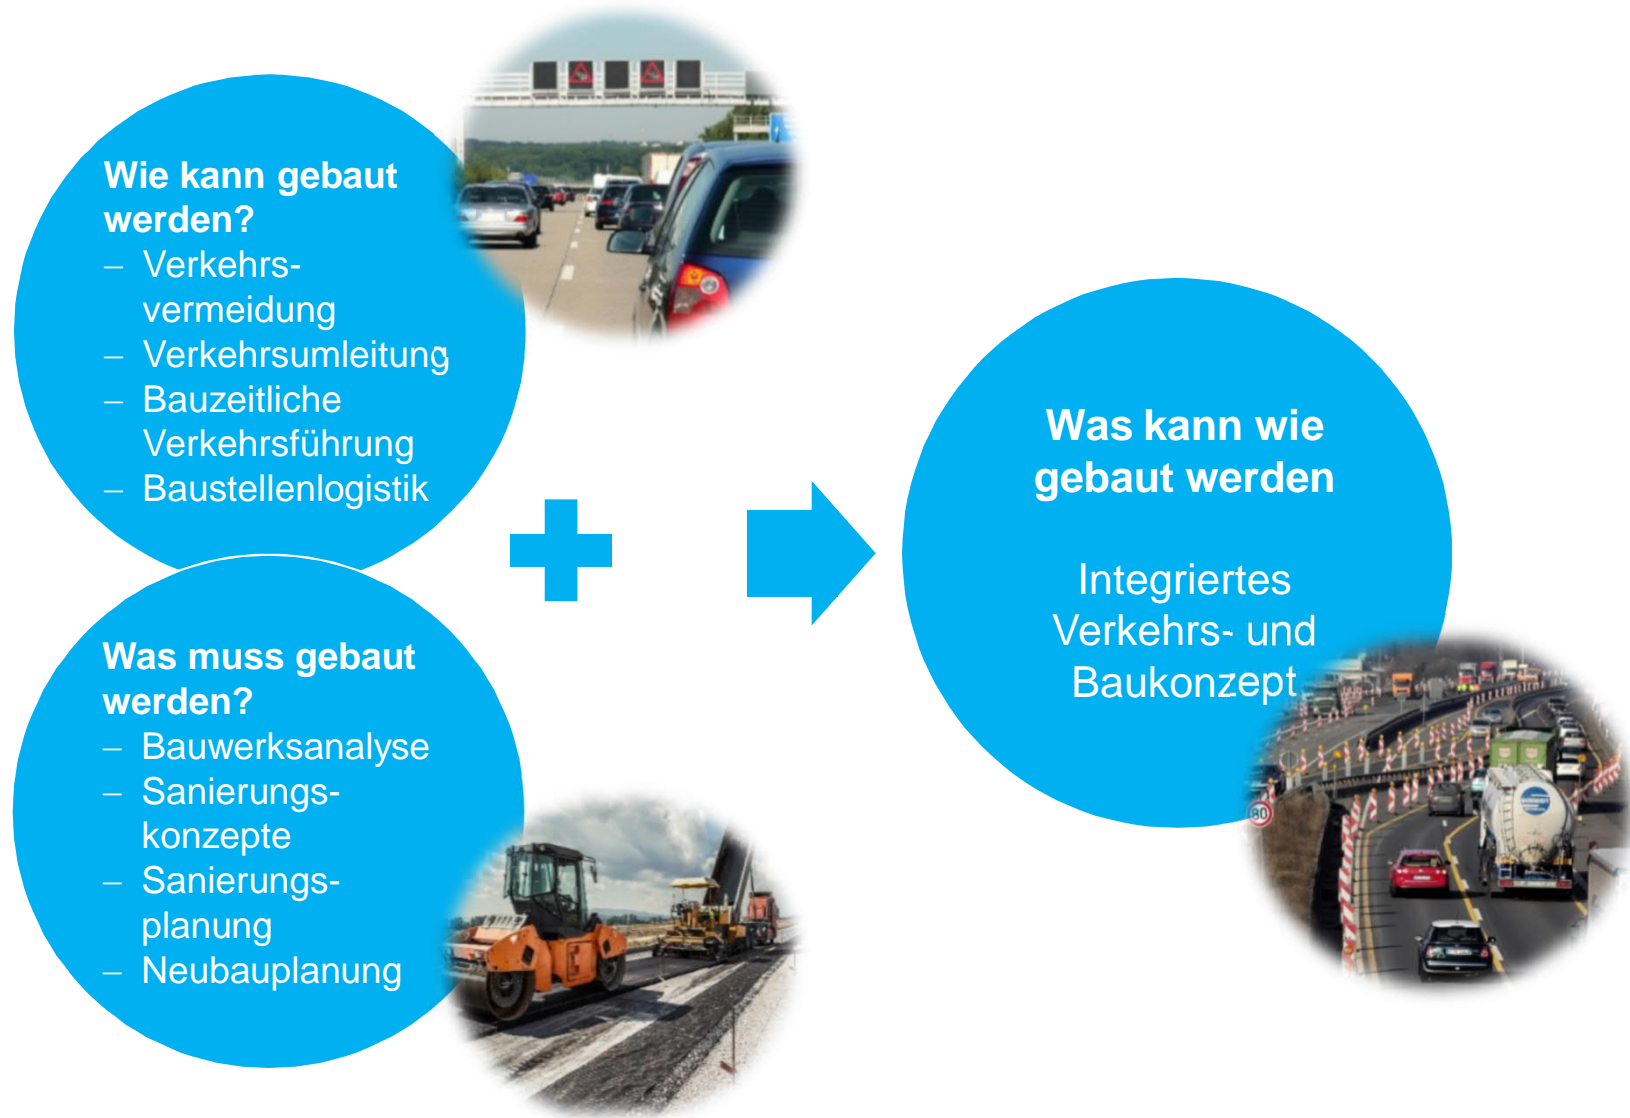 Wie kann gebaut
werden?
– Verkehrs-
vermeidung
– Verkehrsumleitung
– Bauzeitliche
Verkehrsführung
– Baustellenlogistik
Was muss gebaut
werden?
– Bauwerksanalyse
– Sanierungs-
konzepte
– Sanierungs-
planung
– Neubauplanung
Was kann wie
gebaut werden
Integriertes
Verkehrs- und
Baukonzept
80